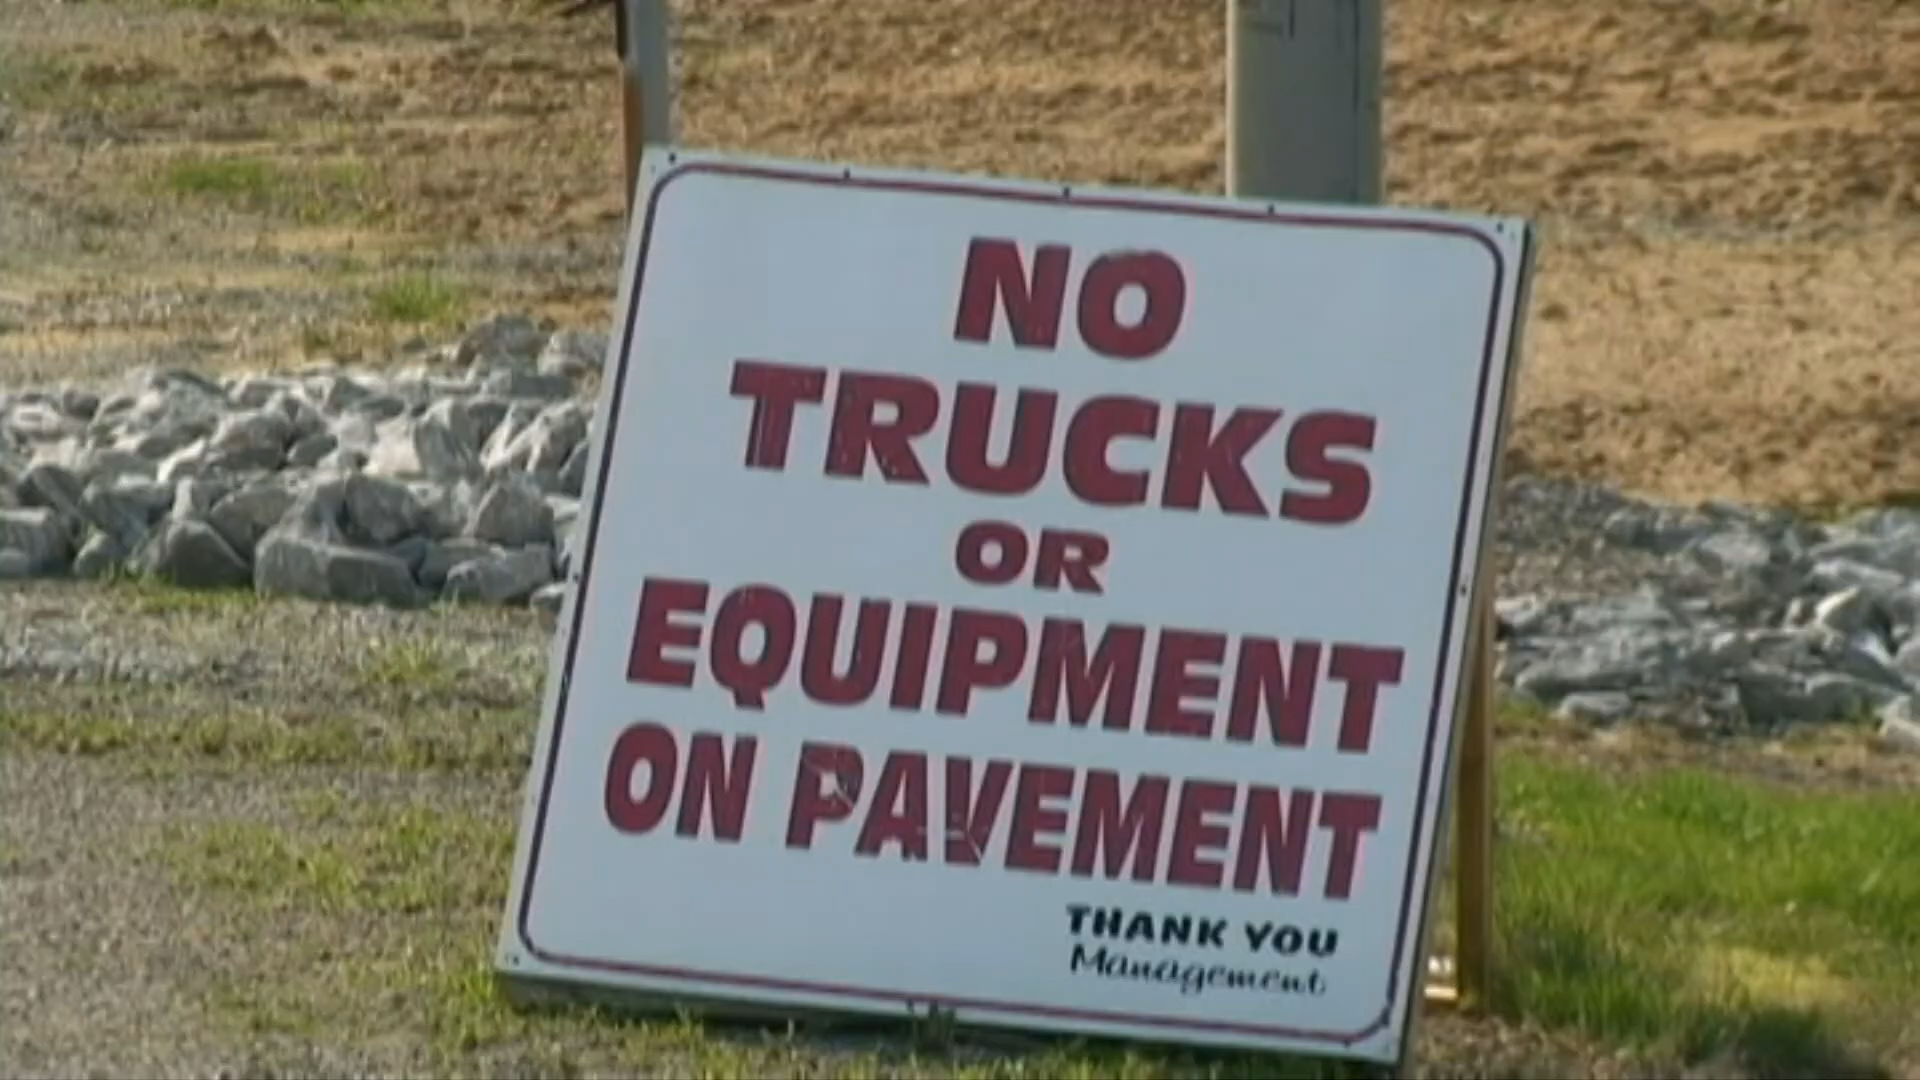 NO
TRUCKS
OR
EQUIPMENT
ON PAVEMENT
THANK YOU
Management